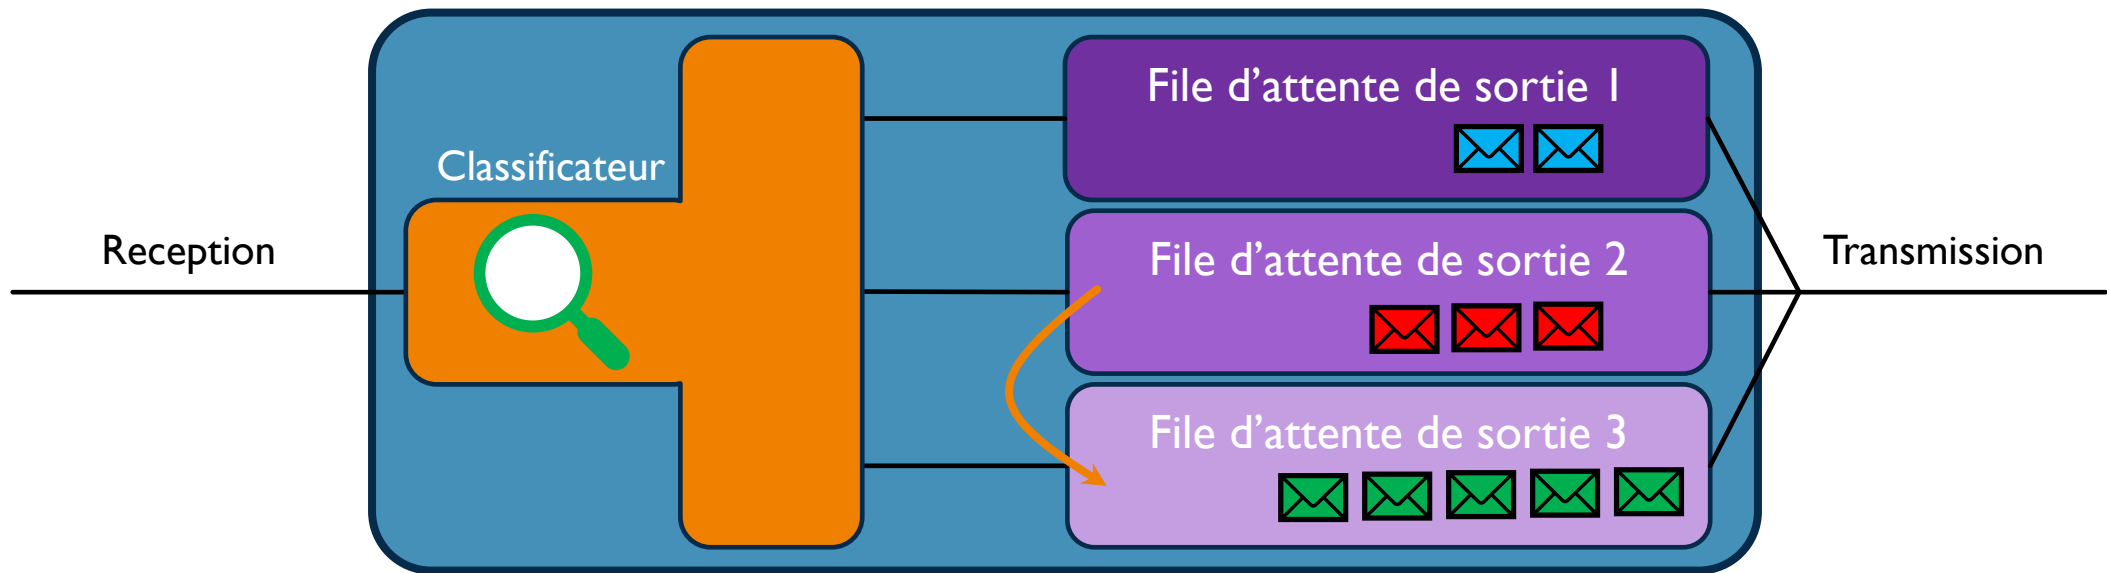 File d’attente de sortie 1
Classificateur
Reception
File d’attente de sortie 2
Transmission
File d’attente de sortie 3